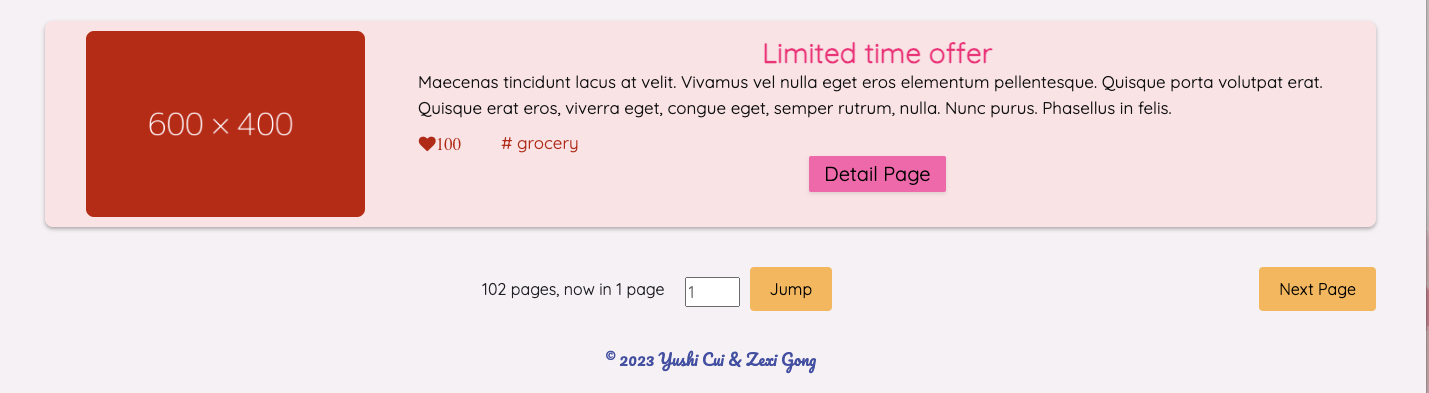 600 × 400
Limited time offer
Maecenas tincidunt lacus at velit. Vivamus vel nulla eget eros elementum pellentesque. Quisque porta volutpat erat.
Quisque erat eros, viverra eget, congue eget, semper rutrum, nulla. Nunc purus. Phasellus in felis.
100 # grocery
Detail Page
102 pages, now in 1 page 1 Jump Next Page
© 2023 Yushi Cui & Zexi Gong